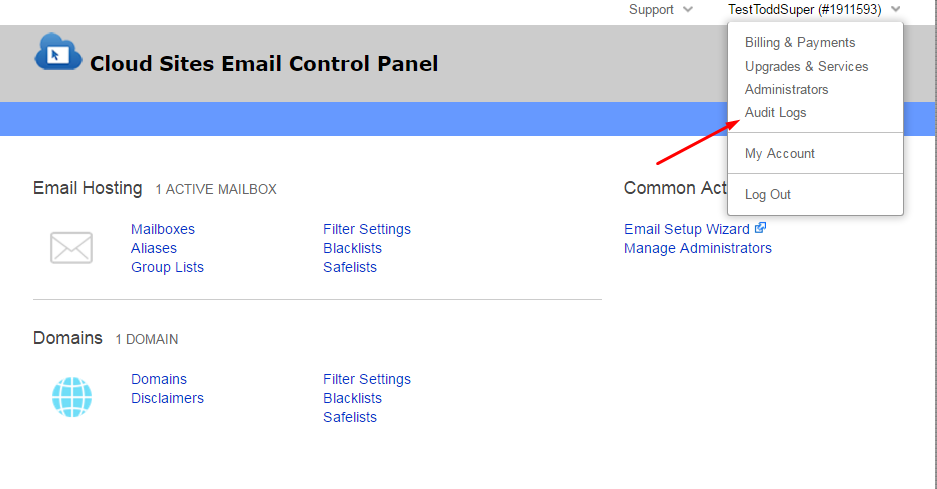 Support
TestToddSuper (#1911593)
Billing & Payments
Upgrades & Services
Administrators
Audit Logs
My Account
Log Out
Cloud Sites Email Control Panel
Email Hosting 1 ACTIVE MAILBOX
Mailboxes
Aliases
Group Lists
Filter Settings
Blacklists
Safelists
Common Act
Email Setup Wizard
Manage Administrators
Domains 1 DOMAIN
Domains
Disclaimers
Filter Settings
Blacklists
Safelists